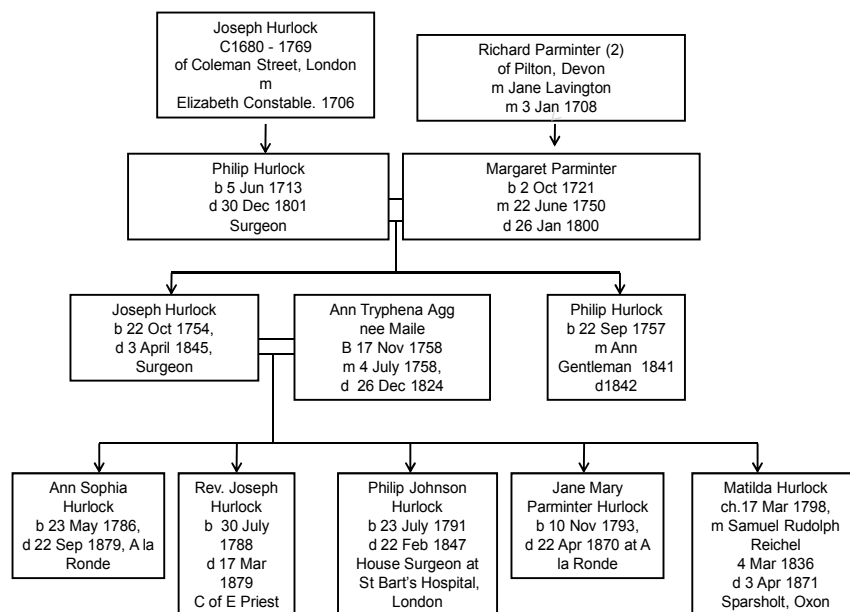 Joseph Hurlock
C1680 - 1769
of Coleman Street, London
m
Elizabeth Constable. 1706
Richard Parminter (2)
of Pilton, Devon
m Jane Lavington
m 3 Jan 1708
Philip Hurlock
b 5 Jun 1713
d 30 Dec 1801
Surgeon
Margaret Parminter
b 2 Oct 1721
m 22 June 1750
d 26 Jan 1800
Joseph Hurlock
b 22 Oct 1754,
d 3 April 1845,
Surgeon
Ann Tryphena Agg
nee Maile
B 17 Nov 1758
m 4 July 1758,
d 26 Dec 1824
Philip Hurlock
b 22 Sep 1757
m Ann
Gentleman 1841
d1842
Ann Sophia
Hurlock
b 23 May 1786,
d 22 Sep 1879, A la
Ronde
Rev. Joseph
Hurlock
b 30 July
1788
d 17 Mar
1879
C of E Priest
Philip Johnson
Hurlock
b 23 July 1791
d 22 Feb 1847
House Surgeon at
St Bart's Hospital,
London
Jane Mary
Parminter Hurlock
b 10 Nov 1793,
d 22 Apr 1870 at A
la Ronde
Matilda Hurlock
ch.17 Mar 1798,
m Samuel Rudolph
Reichel
4 Mar 1836
d 3 Apr 1871
Sparsholt, Oxon